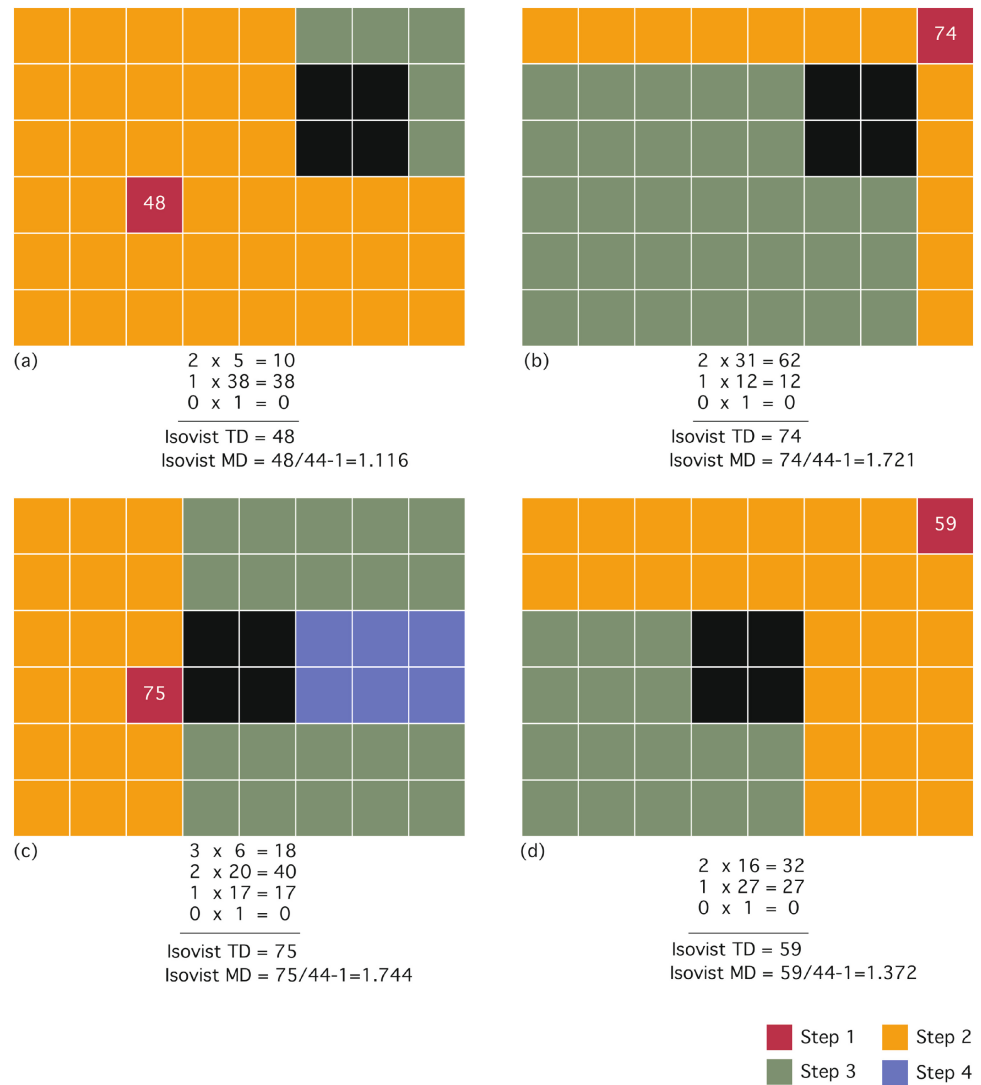 48
74
(a)
2 x 5 = 10
1 x 38 = 38
0 x 1 = 0
Isovist TD = 48
Isovist MD = 48/44-1=1.116
(b)
2 x 31 = 62
1 x 12 = 12
0 x 1 = 0
Isovist TD = 74
Isovist MD = 74/44-1=1.721
75
59
(c)
3 x 6 = 18
2 x 20 = 40
1 x 17 = 17
0 x 1 = 0
Isovist TD = 75
Isovist MD = 75/44-1=1.744
(d)
2 x 16 = 32
1 x 27 = 27
0 x 1 = 0
Isovist TD = 59
Isovist MD = 59/44-1=1.372
Step 1
Step 2
Step 3
Step 4